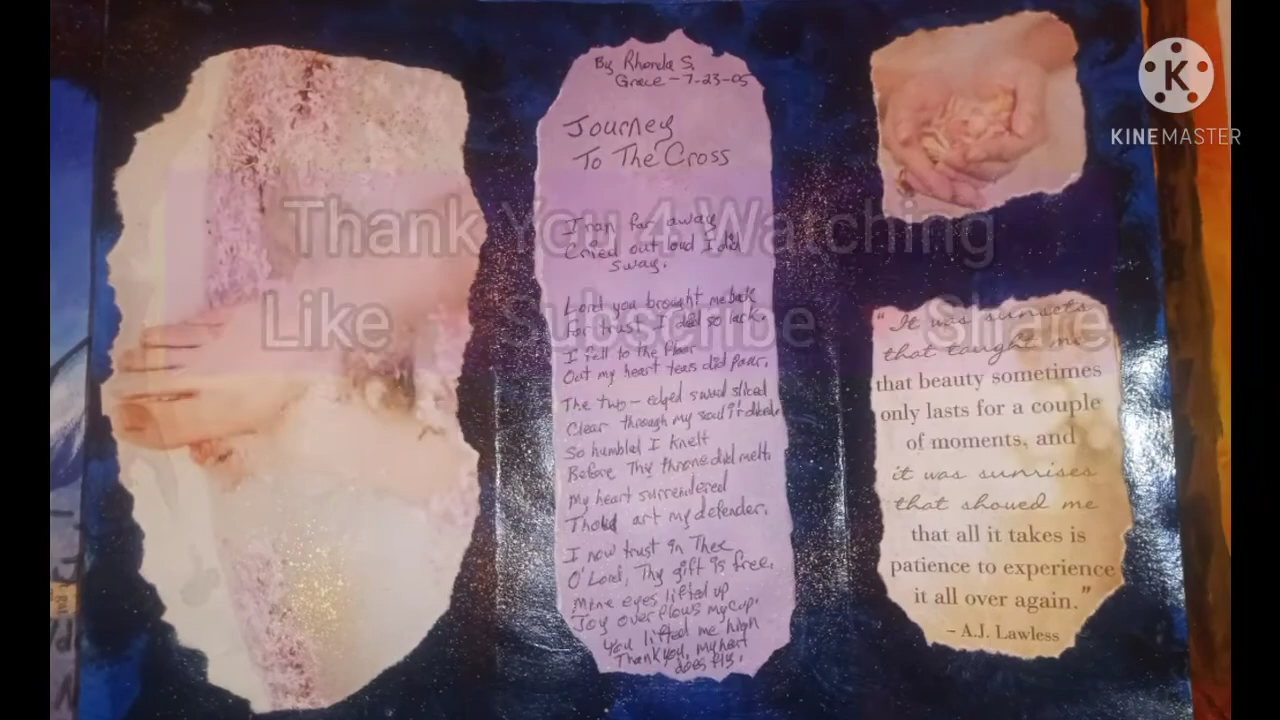 By Rhonda S.
Grace - 7-23-05
Journey
To The Cross
I ran far away
Cried out loud I did
sway.
Lord you brought me back
For trust I did so lack.
I fell to the floor
Out my heart tears did pour.
The two-edged sword sliced
Clear through my soul it
So humbled I knelt
Before Thy throne did melt.
My heart surrendered
art my defender.
I now trust in Thee
O' Lord, Thy gift is free.
Mine eyes lifted up
Joy overflows my cup.
You lifted me high
Thank you, my heart
does fly.
Thank You 4 Watching
Like Subscribe Share
KINEMASTER
"It was sunsets
that taught me
that beauty sometimes
only lasts for a couple
of moments, and
it was sunrises
that showed me
that all it takes is
patience to experience
it all over again."
– A.J. Lawless